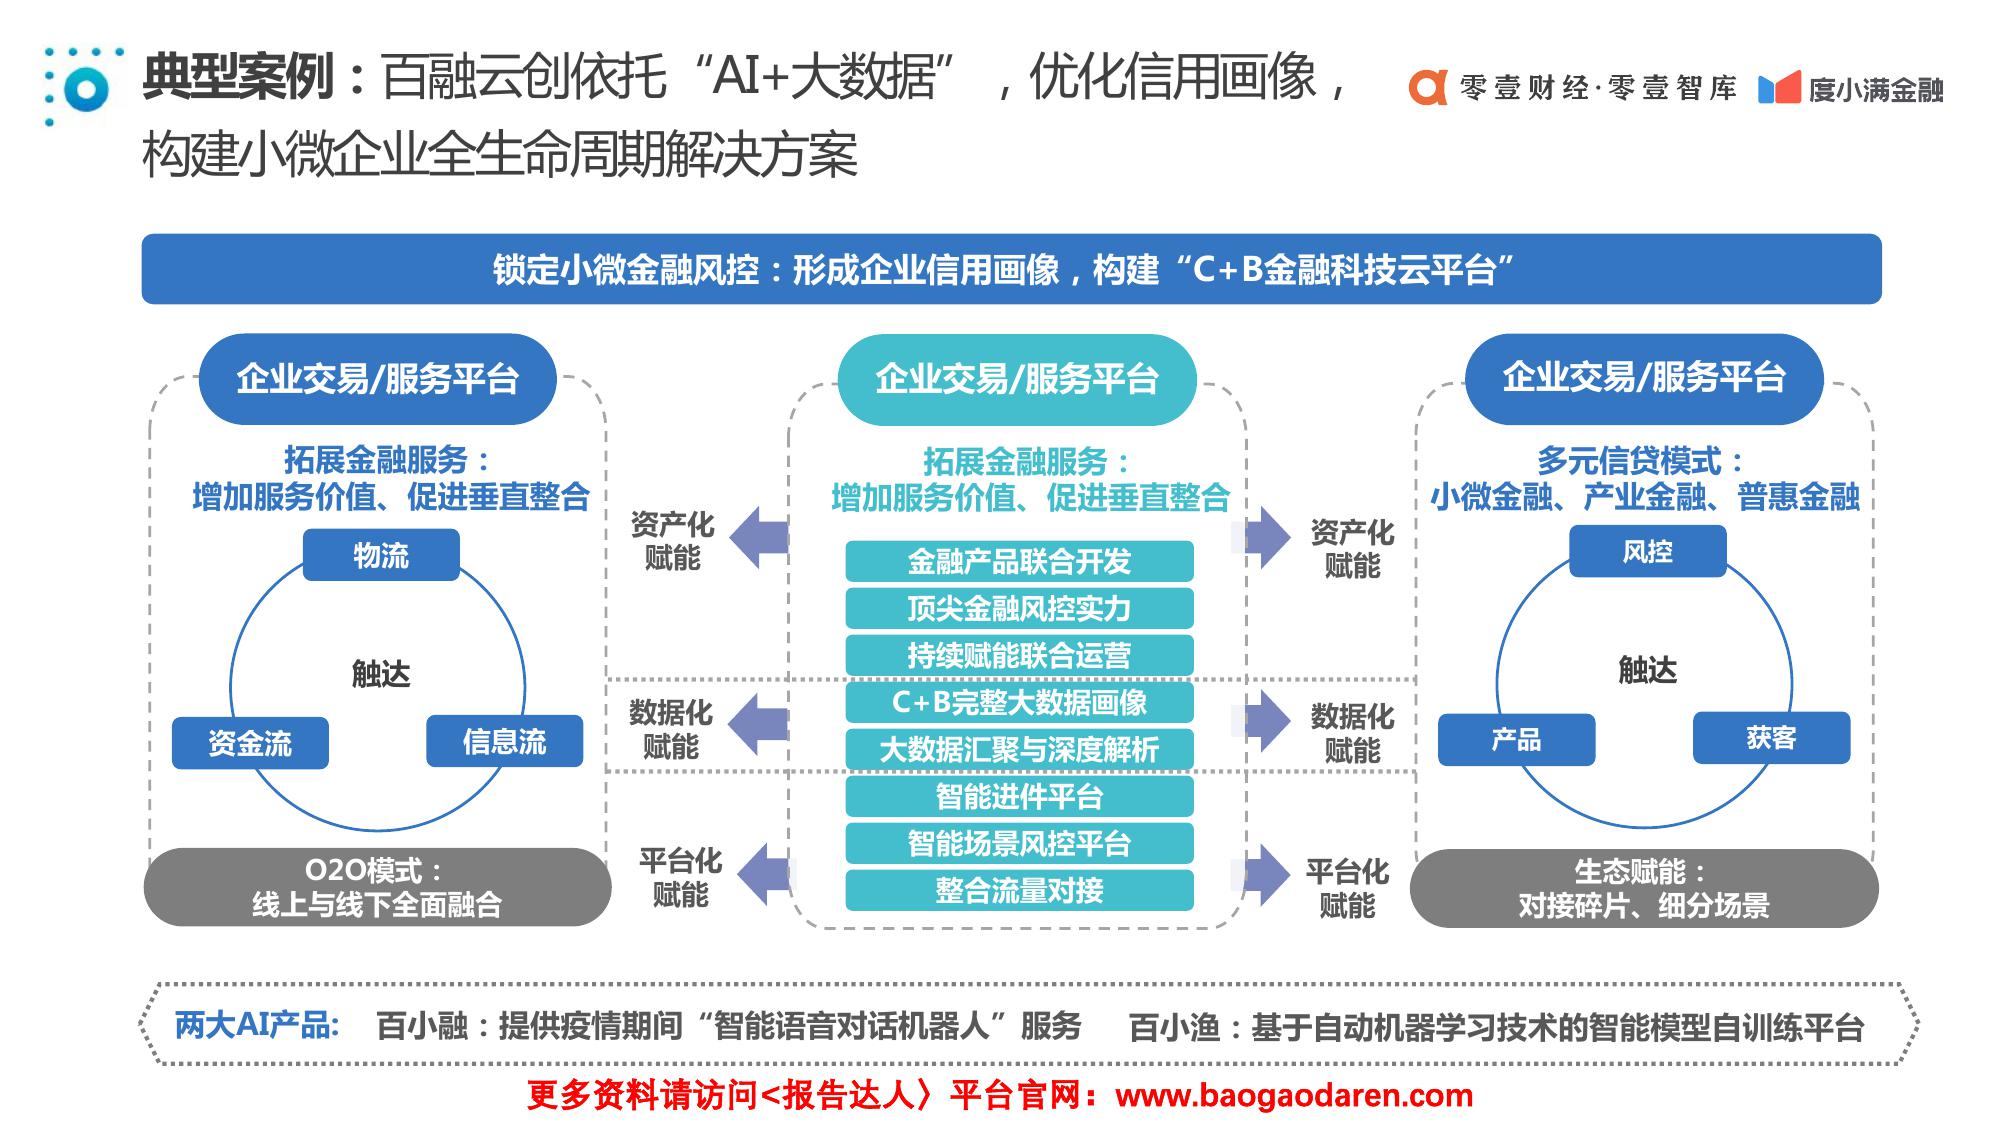 典型案例：百融云创依托“AI+大数据”，优化信用画像，
构建小微企业全生命周期解决方案
零壹财经·零壹智库
度小满金融
锁定小微金融风控：形成企业信用画像，构建“C+B金融科技云平台”
企业交易/服务平台
拓展金融服务：
增加服务价值、促进垂直整合
物流
触达
资金流
信息流
O2O模式：
线上与线下全面融合
资产化
赋能
数据化
赋能
平台化
赋能
企业交易/服务平台
拓展金融服务：
增加服务价值、促进垂直整合
金融产品联合开发
顶尖金融风控实力
持续赋能联合运营
C+B完整大数据画像
大数据汇聚与深度解析
智能进件平台
智能场景风控平台
整合流量对接
资产化
赋能
数据化
赋能
平台化
赋能
企业交易/服务平台
多元信贷模式：
小微金融、产业金融、普惠金融
风控
触达
产品
获客
生态赋能：
对接碎片、细分场景
两大AI产品: 百小融：提供疫情期间“智能语音对话机器人”服务 百小渔：基于自动机器学习技术的智能模型自训练平台
更多资料请访问<报告达人〉平台官网：www.baogaodaren.com